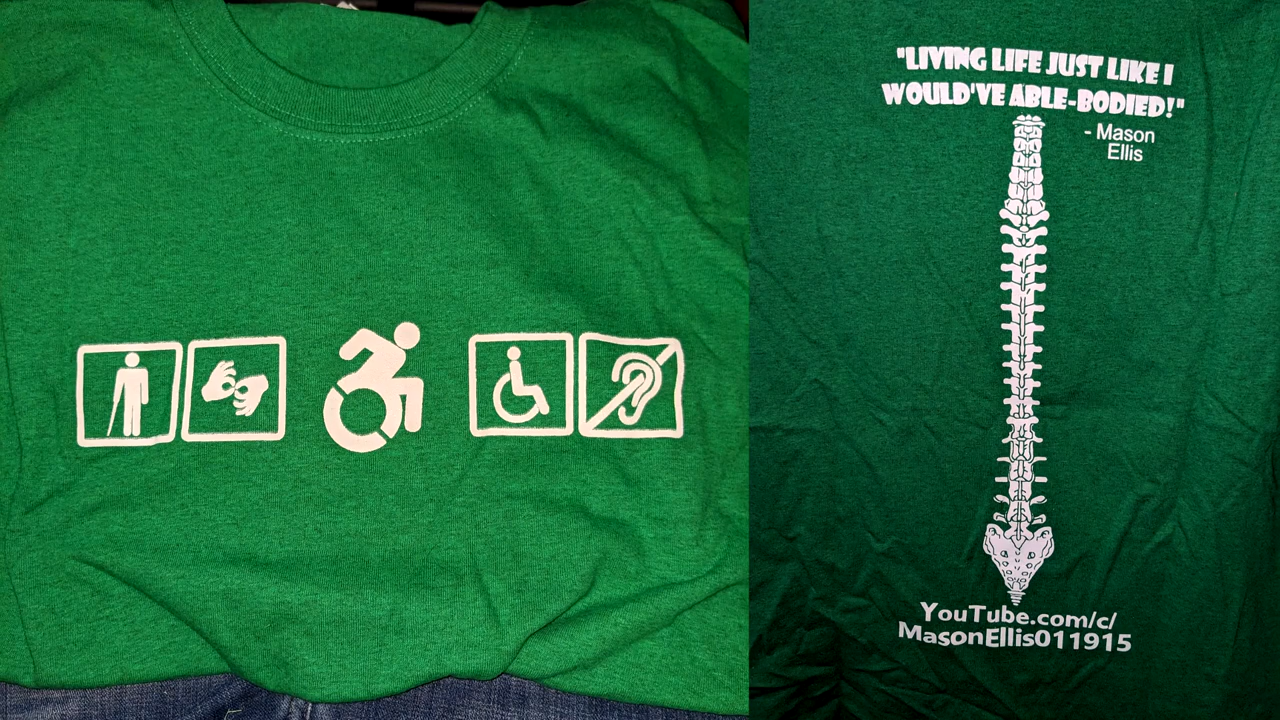 "LIVING LIFE JUST LIKE I
WOULD'VE ABLE-BODIED!"
- Mason
Ellis
YouTube.com/c/
MasonEllis011915